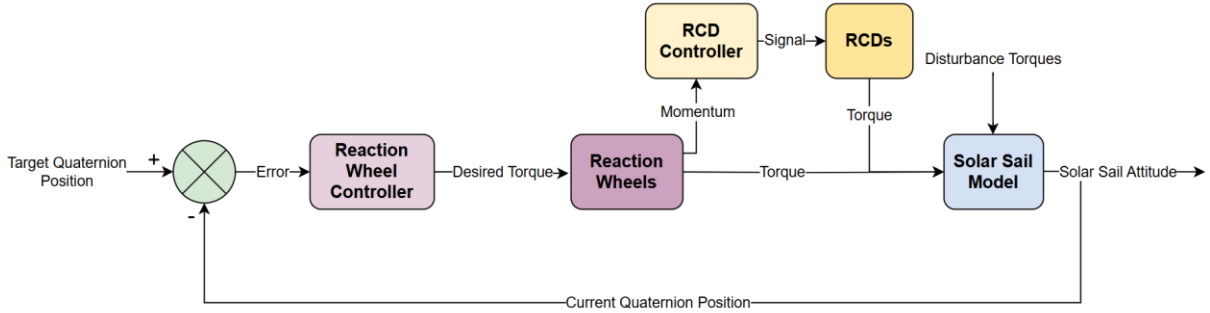 RCD
Controller
Signal
RCDs
Disturbance Torques
Momentum
Torque
Target Quaternion
Position
+
-
Error
Reaction
Wheel
Controller
Desired Torque
Reaction
Wheels
Torque
Solar Sail
Model
Solar Sail Attitude
Current Quaternion Position